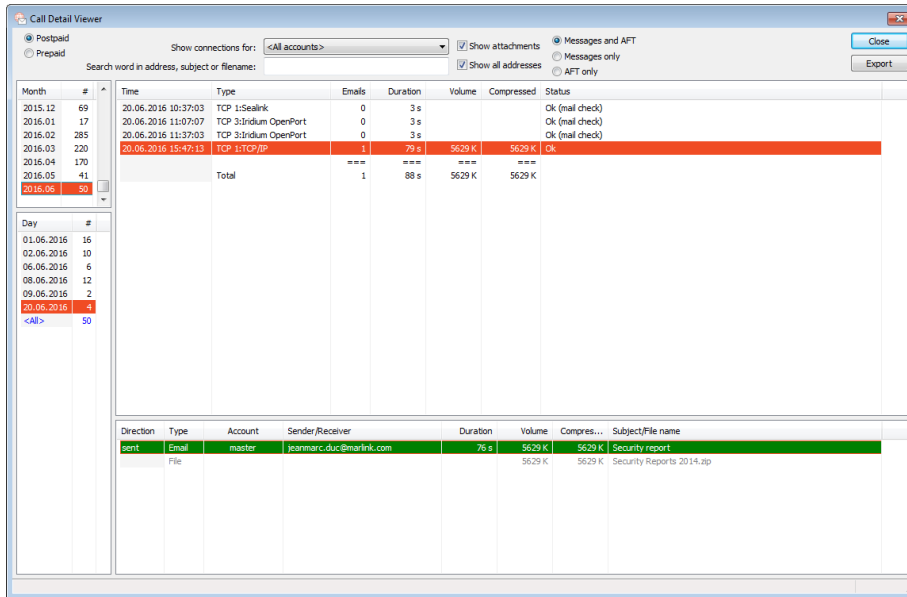 Call Detail Viewer
Postpaid
Prepaid
Show connections for: <All accounts>
Search word in address, subject or filename:
Show attachments
Show all addresses
Messages and AFT
Messages only
AFT only
Close
Export
Month #
2015.12 69
2016.01 17
2016.02 285
2016.03 220
2016.04 170
2016.05 41
2016.06 50
Day #
01.06.2016 16
02.06.2016 10
06.06.2016 6
08.06.2016 12
09.06.2016 2
20.06.2016 4
<All> 50
Time Type Emails Duration Volume Compressed Status
20.06.2016 10:37:03 TCP 1:Sealink 0 3 s Ok (mail check)
20.06.2016 11:07:07 TCP 3:Iridium OpenPort 0 3 s Ok (mail check)
20.06.2016 11:37:03 TCP 3:Iridium OpenPort 0 3 s Ok (mail check)
20.06.2016 15:47:13 TCP 1:TCP/IP 1 79 s 5629 K 5629 K Ok
=== === === ===
Total 1 88 s 5629 K 5629 K
Direction Type Account Sender/Receiver Duration Volume Compres... Subject/File name
sent Email master jeanmarc.duc@marlink.com 76 s 5629 K 5629 K Security report
File 5629 K 5629 K Security Reports 2014.zip